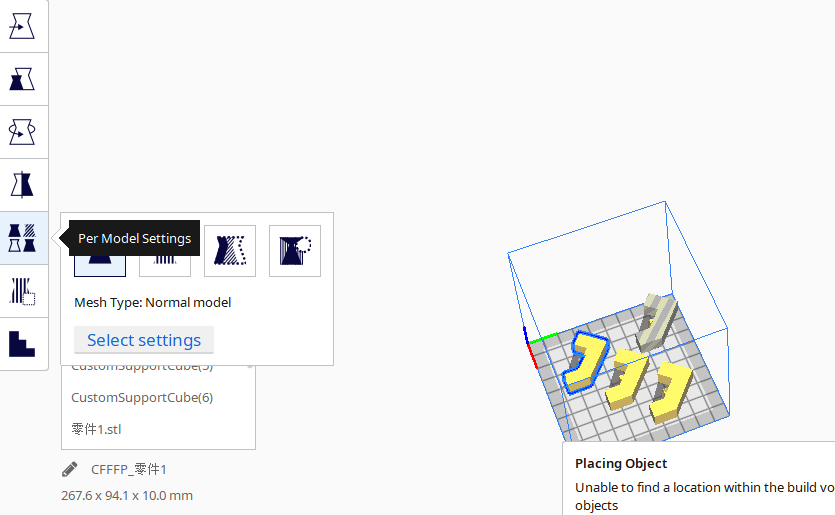 Per Model Settings
Mesh Type: Normal model
Select settings
CustomSupportCube(5)
CustomSupportCube(6)
零件1.stl
CFFFP_零件1
267.6 x 94.1 x 10.0 mm
Placing Object
Unable to find a location within the build vo
objects